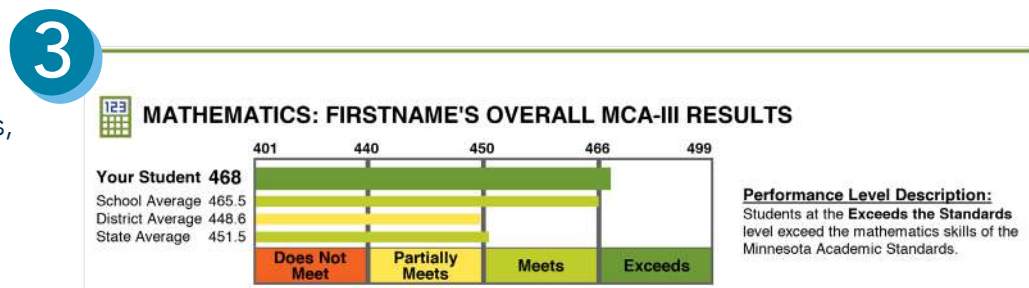 3
s,
123
MATHEMATICS: FIRSTNAME'S OVERALL MCA-III RESULTS
401 440 450 466 499
Your Student 468
School Average 465.5
District Average 448.6
State Average 451.5
Does Not Meet
Partially Meets
Meets
Exceeds
Performance Level Description:
Students at the Exceeds the Standards
level exceed the mathematics skills of the
Minnesota Academic Standards.